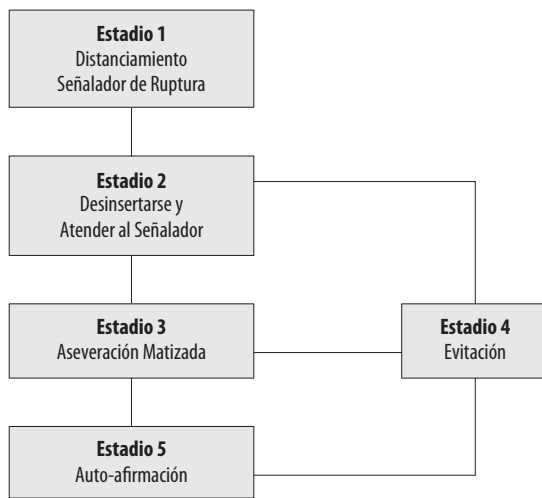 Estadio 1
Distanciamiento
Señalador de Ruptura
Estadio 2
Desinsertarse y
Atender al Señalador
Estadio 3
Aseveración Matizada
Estadio 4
Evitación
Estadio 5
Auto-afirmación